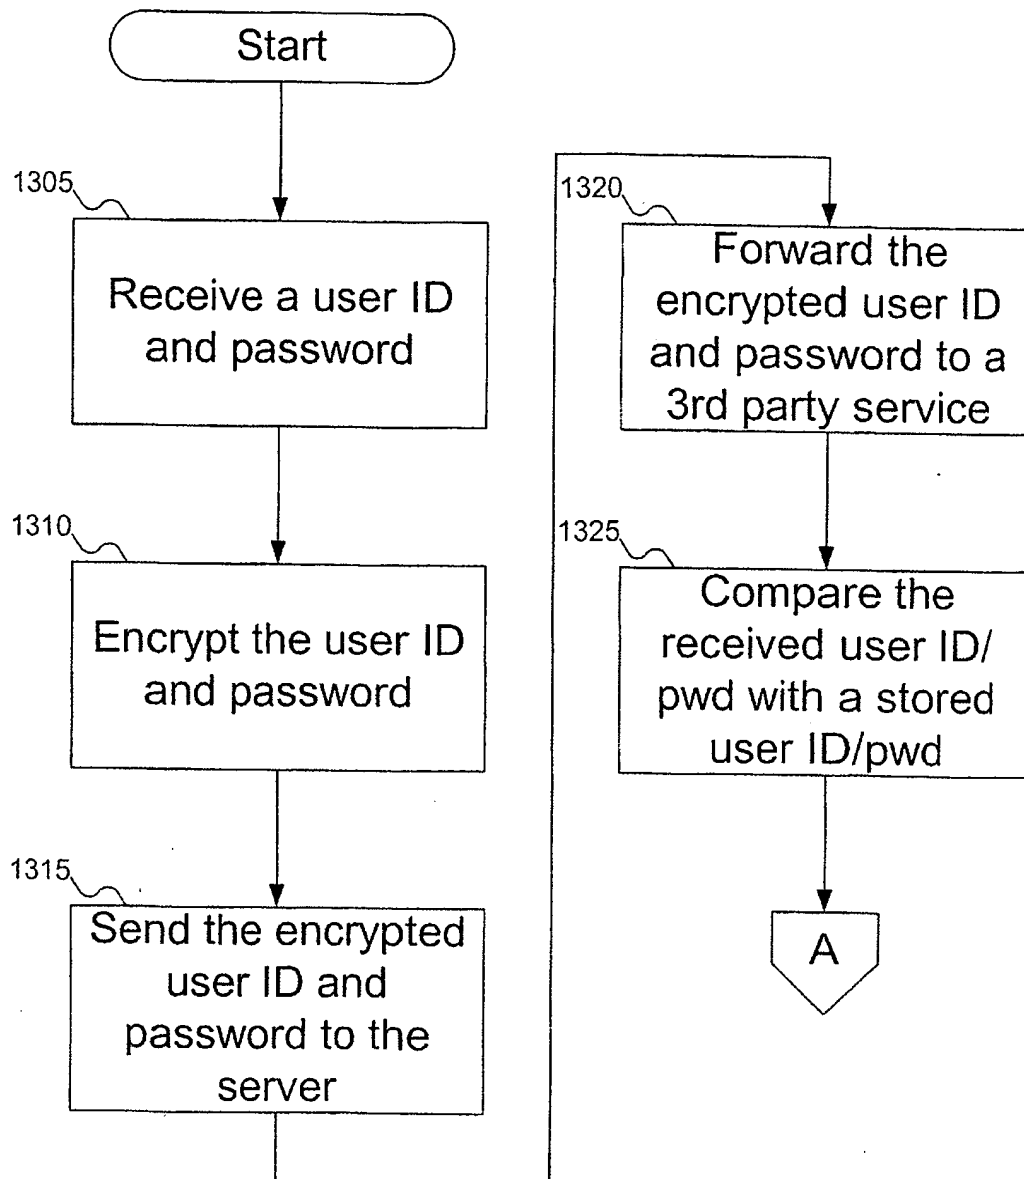 Start
1305
Receive a user ID
and password
1310
Encrypt the user ID
and password
1315
Send the encrypted
user ID and
password to the
server
1320
Forward the
encrypted user ID
and password to a
3rd party service
1325
Compare the
received user ID/
pwd with a stored
user ID/pwd
A